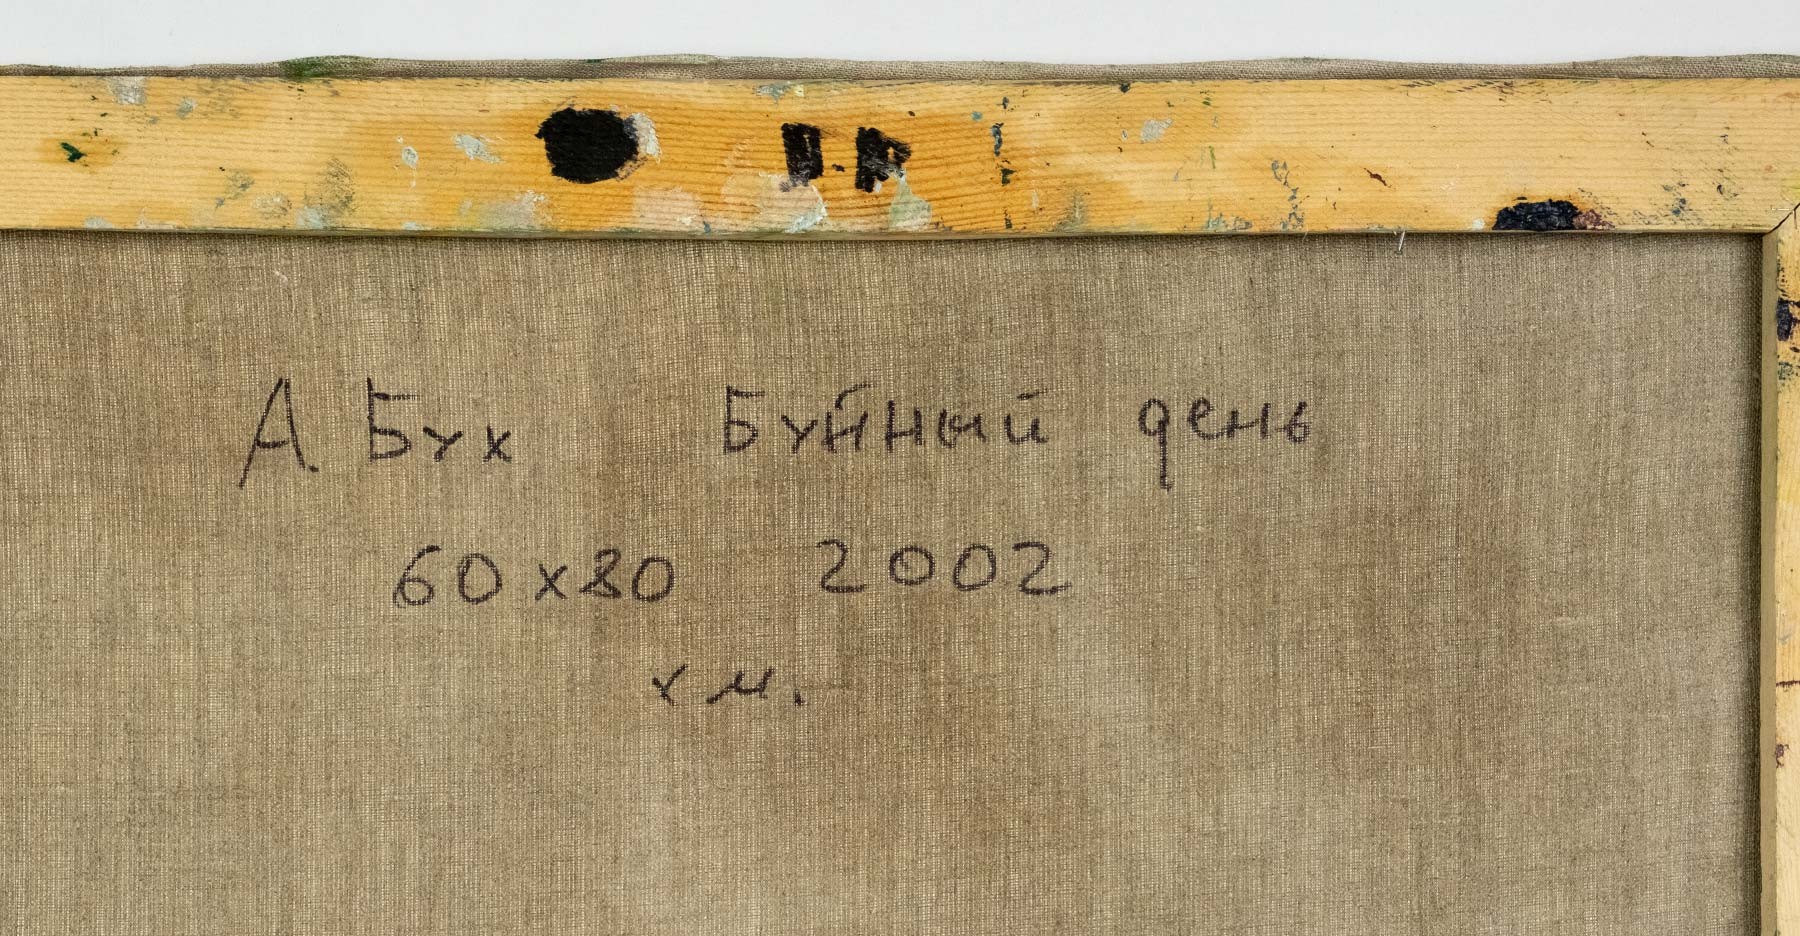 А. Бух Буйный день
60х80 2002
х м.